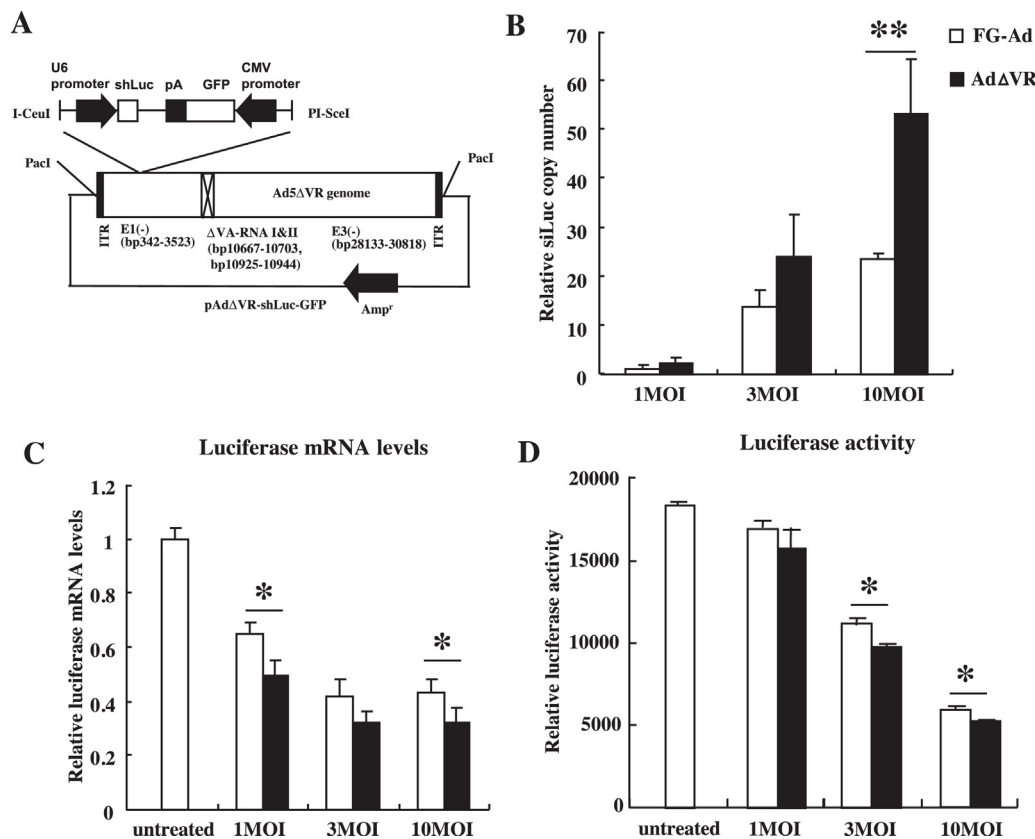 A
U6 promoter shLuc pA GFP CMV promoter
I-CeuI PI-SceI
PacI PacI
Ad5ΔVR genome
ITR E1(-) (bp342-3523) ΔVA-RNA I&II (bp10667-10703, bp10925-10944) E3(-) (bp28133-30818) ITR
pAdΔVR-shLuc-GFP Ampʳ
B
FG-Ad
AdΔVR
**
Relative siLuc copy number
70
60
50
40
30
20
10
0
1MOI 3MOI 10MOI
C
Luciferase mRNA levels
Relative luciferase mRNA levels
1.2
1
0.8
0.6
0.4
0.2
0
* *
untreated 1MOI 3MOI 10MOI
D
Luciferase activity
Relative luciferase activity
20000
15000
10000
5000
0
* *
untreated 1MOI 3MOI 10MOI